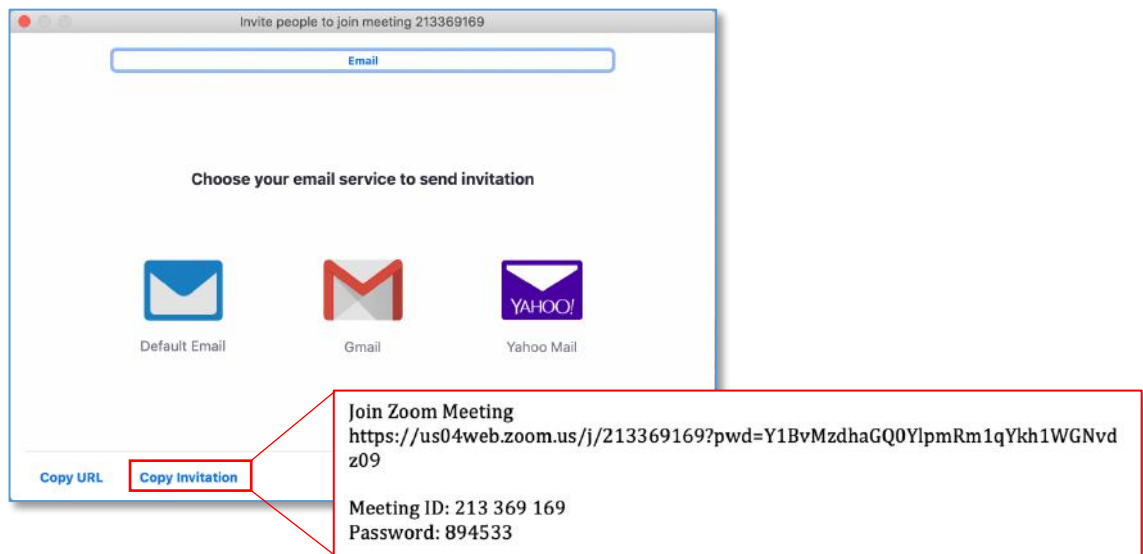 Invite people to join meeting 213369169
Email
Choose your email service to send invitation
YAHOO!
Default Email
Gmail
Yahoo Mail
Copy URL
Copy Invitation
Join Zoom Meeting
https://us04web.zoom.us/j/213369169?pwd=Y1BvMzdhaGQ0YlpmRm1qYkh1WGNvd
z09
Meeting ID: 213 369 169
Password: 894533